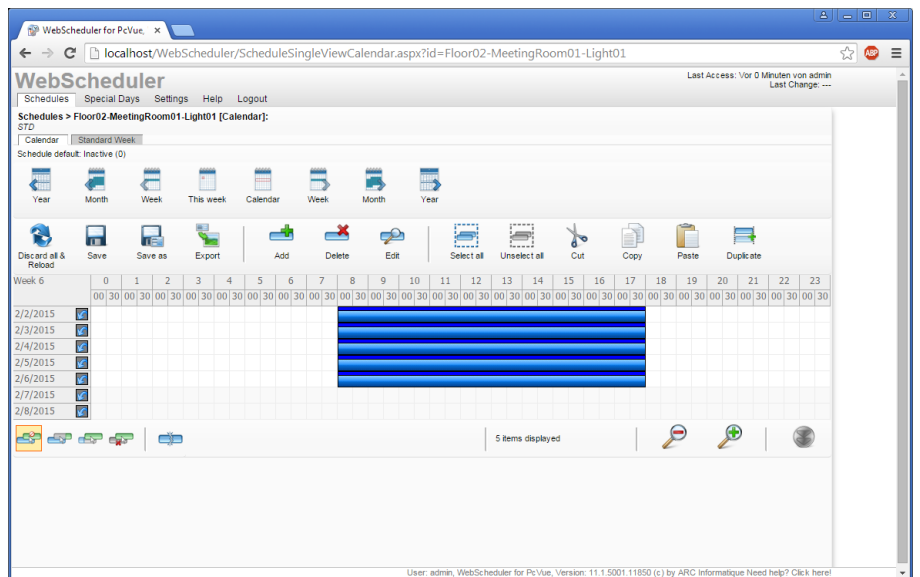 WebScheduler for PcVue,
localhost/WebScheduler/ScheduleSingleViewCalendar.aspx?id=Floor02-MeetingRoom01-Light01
ABP
WebScheduler
Last Access: Vor 0 Minuten von admin
Last Change: ---
Schedules Special Days Settings Help Logout
Schedules > Floor02-MeetingRoom01-Light01 [Calendar]:
STD
Calendar Standard Week
Schedule default: Inactive (0)
Year Month Week This week Calendar Week Month Year
Discard all & Reload Save Save as Export Add Delete Edit Select all Unselect all Cut Copy Paste Duplicate
Week 6 0 1 2 3 4 5 6 7 8 9 10 11 12 13 14 15 16 17 18 19 20 21 22 23
00 30 00 30 00 30 00 30 00 30 00 30 00 30 00 30 00 30 00 30 00 30 00 30 00 30 00 30 00 30 00 30 00 30 00 30 00 30 00 30 00 30 00 30 00 30 00 30
2/2/2015
2/3/2015
2/4/2015
2/5/2015
2/6/2015
2/7/2015
2/8/2015
5 items displayed
User: admin, WebScheduler for PcVue, Version: 11.1.5001.11850 (c) by ARC Informatique Need help? Click here!